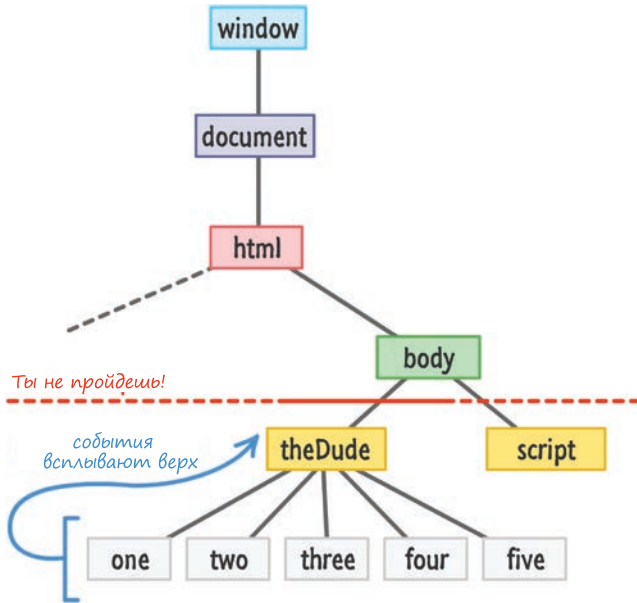 window
document
html
body
Ты не пройдешь!
события
всплывают верх
theDude
script
one
two
three
four
five